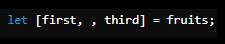 let [first, , third] = fruits;